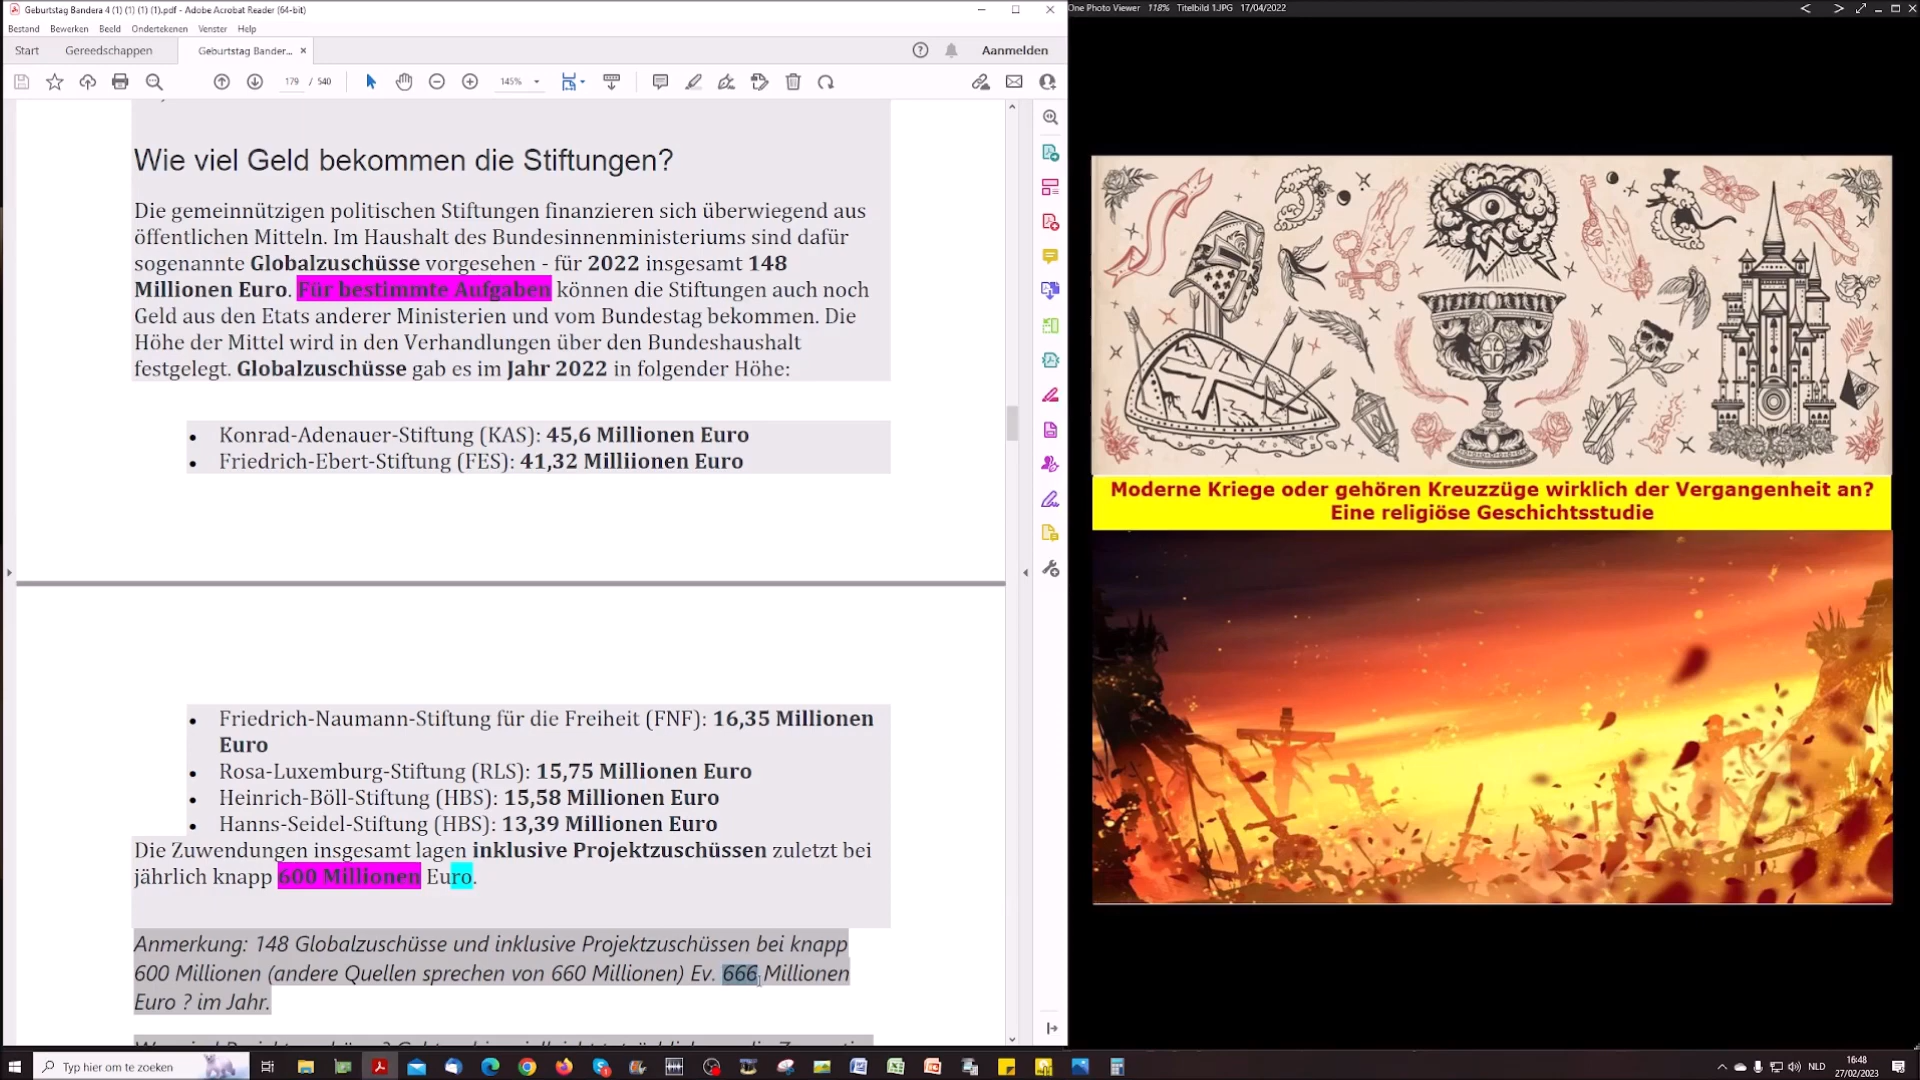 Geburtstag Bandera 4 (1) (1) (1) (1).pdf - Adobe Acrobat Reader (64-bit)
Bestand Bewerken Beeld Ondertekenen Venster Help
Start Gereedschappen Geburtstag Bander... × Aanmelden
179 / 540 145%
Wie viel Geld bekommen die Stiftungen?
Die gemeinnützigen politischen Stiftungen finanzieren sich überwiegend aus
öffentlichen Mitteln. Im Haushalt des Bundesinnenministeriums sind dafür
sogenannte Globalzuschüsse vorgesehen - für 2022 insgesamt 148
Millionen Euro. Für bestimmte Aufgaben können die Stiftungen auch noch
Geld aus den Etats anderer Ministerien und vom Bundestag bekommen. Die
Höhe der Mittel wird in den Verhandlungen über den Bundeshaushalt
festgelegt. Globalzuschüsse gab es im Jahr 2022 in folgender Höhe:
• Konrad-Adenauer-Stiftung (KAS): 45,6 Millionen Euro
• Friedrich-Ebert-Stiftung (FES): 41,32 Milliionen Euro
• Friedrich-Naumann-Stiftung für die Freiheit (FNF): 16,35 Millionen
Euro
• Rosa-Luxemburg-Stiftung (RLS): 15,75 Millionen Euro
• Heinrich-Böll-Stiftung (HBS): 15,58 Millionen Euro
• Hanns-Seidel-Stiftung (HBS): 13,39 Millionen Euro
Die Zuwendungen insgesamt lagen inklusive Projektzuschüssen zuletzt bei
jährlich knapp 600 Millionen Euro.
Anmerkung: 148 Globalzuschüsse und inklusive Projektzuschüssen bei knapp
600 Millionen (andere Quellen sprechen von 660 Millionen) Ev. 666 Millionen
Euro ? im Jahr.
One Photo Viewer 118% Titelbild 1.JPG 17/04/2022
Moderne Kriege oder gehören Kreuzzüge wirklich der Vergangenheit an?
Eine religiöse Geschichtsstudie
Typ hier om te zoeken
NLD
16:48
27/02/2023